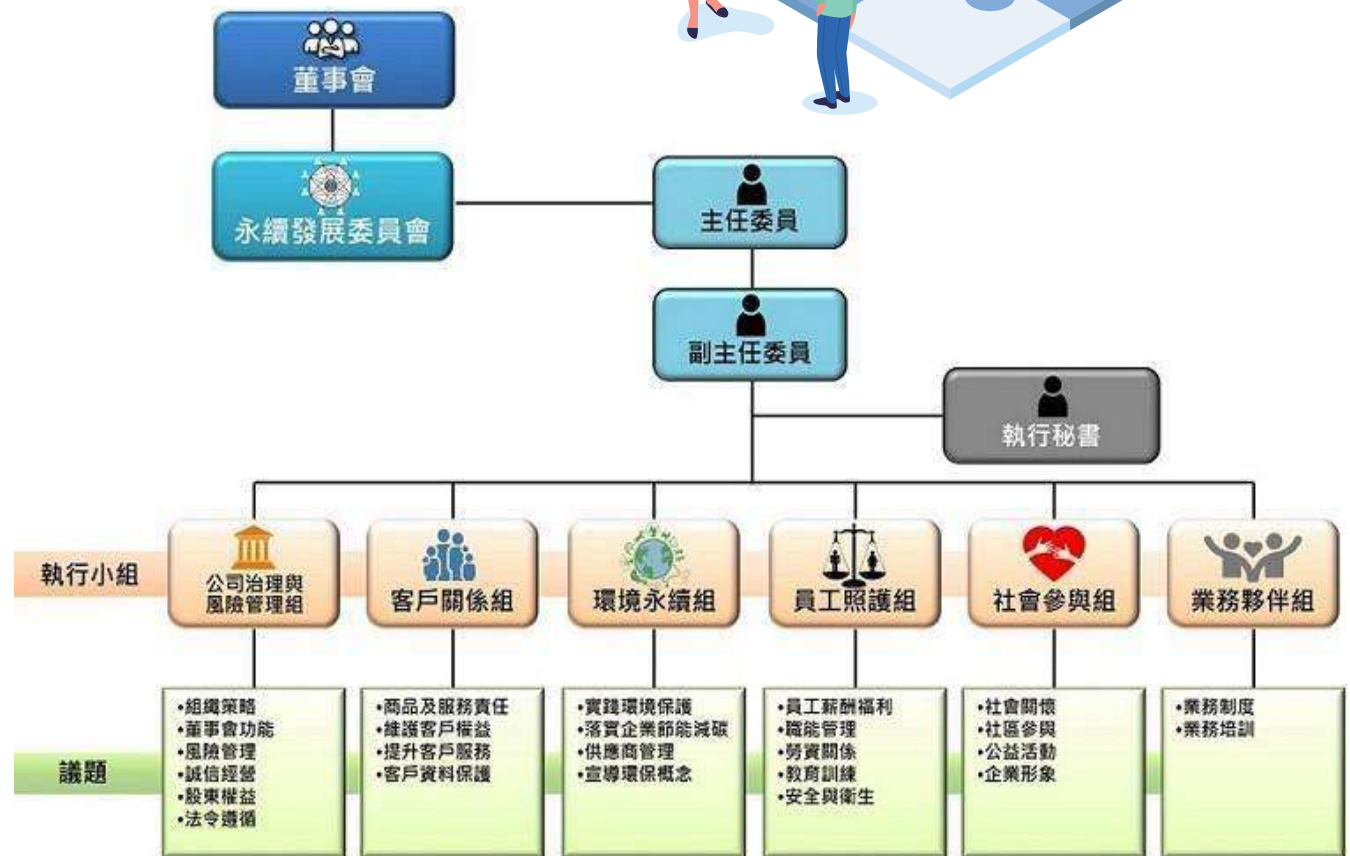 董事會
永續發展委員會
主任委員
副主任委員
執行秘書
執行小組
公司治理與
風險管理組
客戶關係組
環境永續組
員工照護組
社會參與組
業務夥伴組
議題
•組織策略
•董事會功能
•風險管理
•誠信經營
•股東權益
•法令遵循
•商品及服務責任
•維護客戶權益
•提升客戶服務
•客戶資料保護
•實踐環境保護
•落實企業節能減碳
•供應商管理
•宣導環保概念
•員工薪酬福利
•職能管理
•勞資關係
•教育訓練
•安全與衛生
•社會關懷
•社區參與
•公益活動
•企業形象
•業務制度
•業務培訓